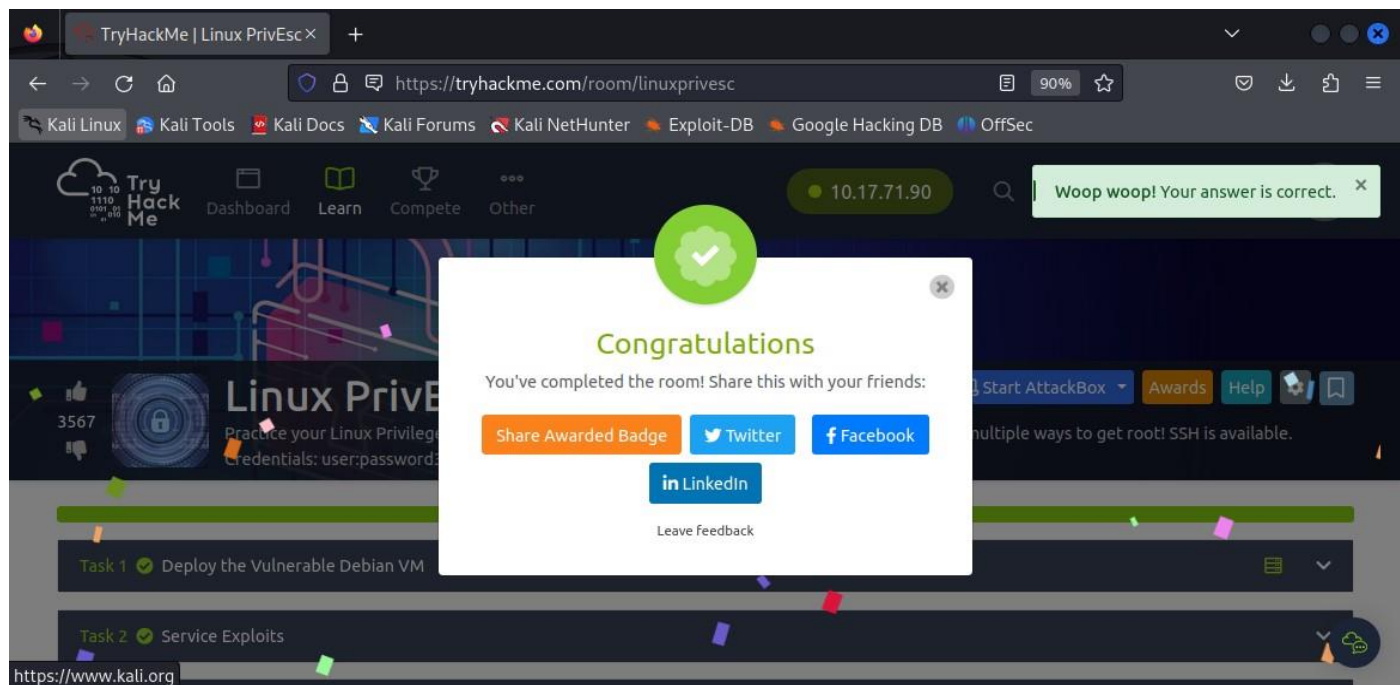 TryHackMe | Linux PrivEsc × +
https://tryhackme.com/room/linuxprivesc 90%
Kali Linux Kali Tools Kali Docs Kali Forums Kali NetHunter Exploit-DB Google Hacking DB OffSec
Try Hack Me
Dashboard Learn Compete Other
10.17.71.90
Woop woop! Your answer is correct. ×
Congratulations
You've completed the room! Share this with your friends:
Share Awarded Badge Twitter Facebook
in LinkedIn
Leave feedback
3567
Linux PrivE
Start AttackBox Awards Help
Practice your Linux Privilege multiple ways to get root! SSH is available.
Credentials: user:password3
Task 1 Deploy the Vulnerable Debian VM
Task 2 Service Exploits
https://www.kali.org